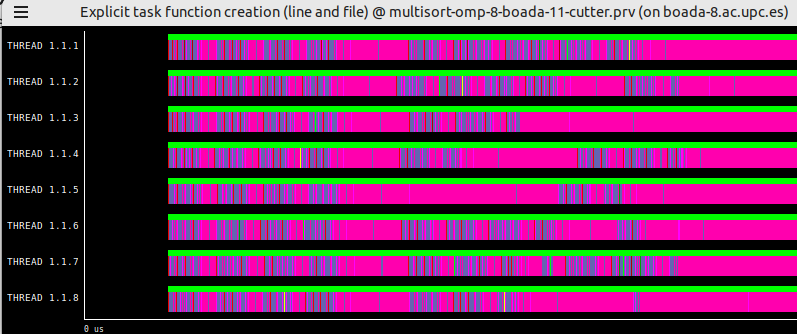 Explicit task function creation (line and file) @ multisort-omp-8-boada-11-cutter.prv (on boada-8.ac.upc.es)
THREAD 1.1.1
THREAD 1.1.2
THREAD 1.1.3
THREAD 1.1.4
THREAD 1.1.5
THREAD 1.1.6
THREAD 1.1.7
THREAD 1.1.8
0 us